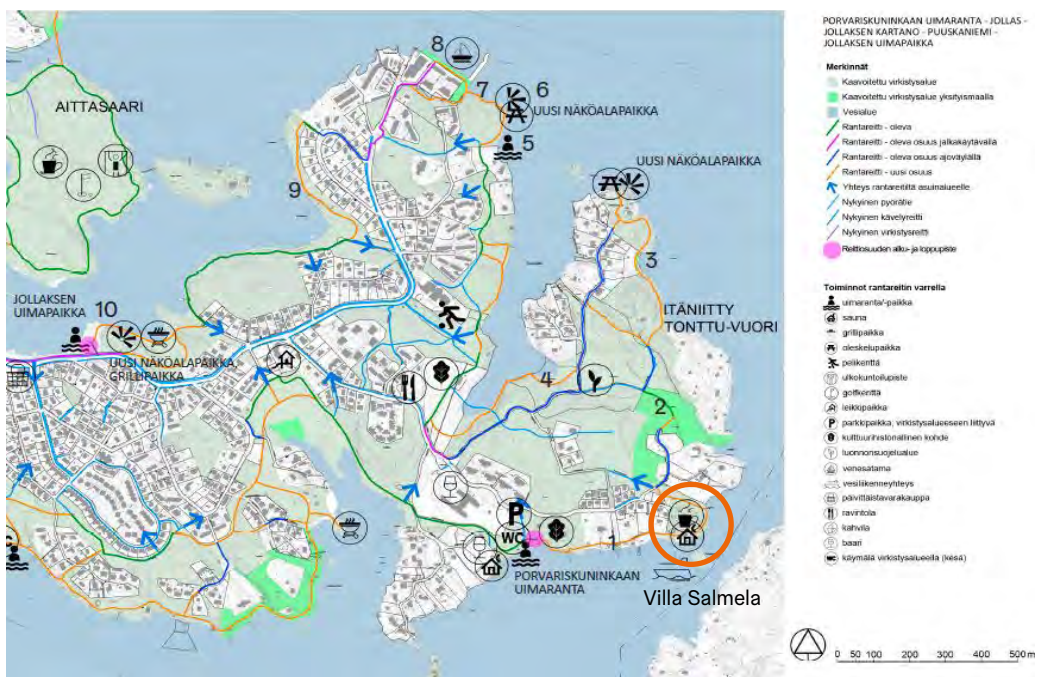 PORVARISKUNINKAAN UIMARANTA - JOLLAS -
JOLLAKSEN KARTANO - PUUSKANIEMI -
JOLLAKSEN UIMAPAIKKA
Merkinnät
Kaavoitettu virkistysalue
Kaavoitettu virkistysalue yksityismaalla
Vesialue
Rantareitti - oleva
Rantareitti - oleva osuus jalkakäytävällä
Rantareitti - oleva osuus ajoväylällä
Rantareitti - uusi osuus
Yhteys rantareitiltä asuinalueelle
Nykyinen pyörätie
Nykyinen kävelyreitti
Nykyinen virkistysreitti
Reittiosuuden alku- ja loppupiste
Toiminnot rantareitin varrella
uimaranta/-paikka
sauna
grillipaikka
oleskelupaikka
pelikenttä
ulkokuntoilupiste
golfkenttä
leikkipaikka
P parkkipaikka, virkistysalueeseen liittyvä
kulttuurihistoriallinen kohde
luonnonsuojelualue
venesatama
vesiliikenneyhteys
päivittäistavarakauppa
ravintola
kahvila
baari
WC käymälä virkistysalueella (kesä)
0 50 100 200 300 400 500 m
8
7
6
AITTASAARI
UUSI NÄKÖALAPAIKKA
5
UUSI NÄKÖALAPAIKKA
9
3
JOLLAKSEN
UIMAPAIKKA
10
ITÄNIITTY
TONTTU-VUORI
UUSI NÄKÖALAPAIKKA,
GRILLIPAIKKA
4
2
P
WC
1
PORVARISKUNINKAAN
UIMARANTA
Villa Salmela